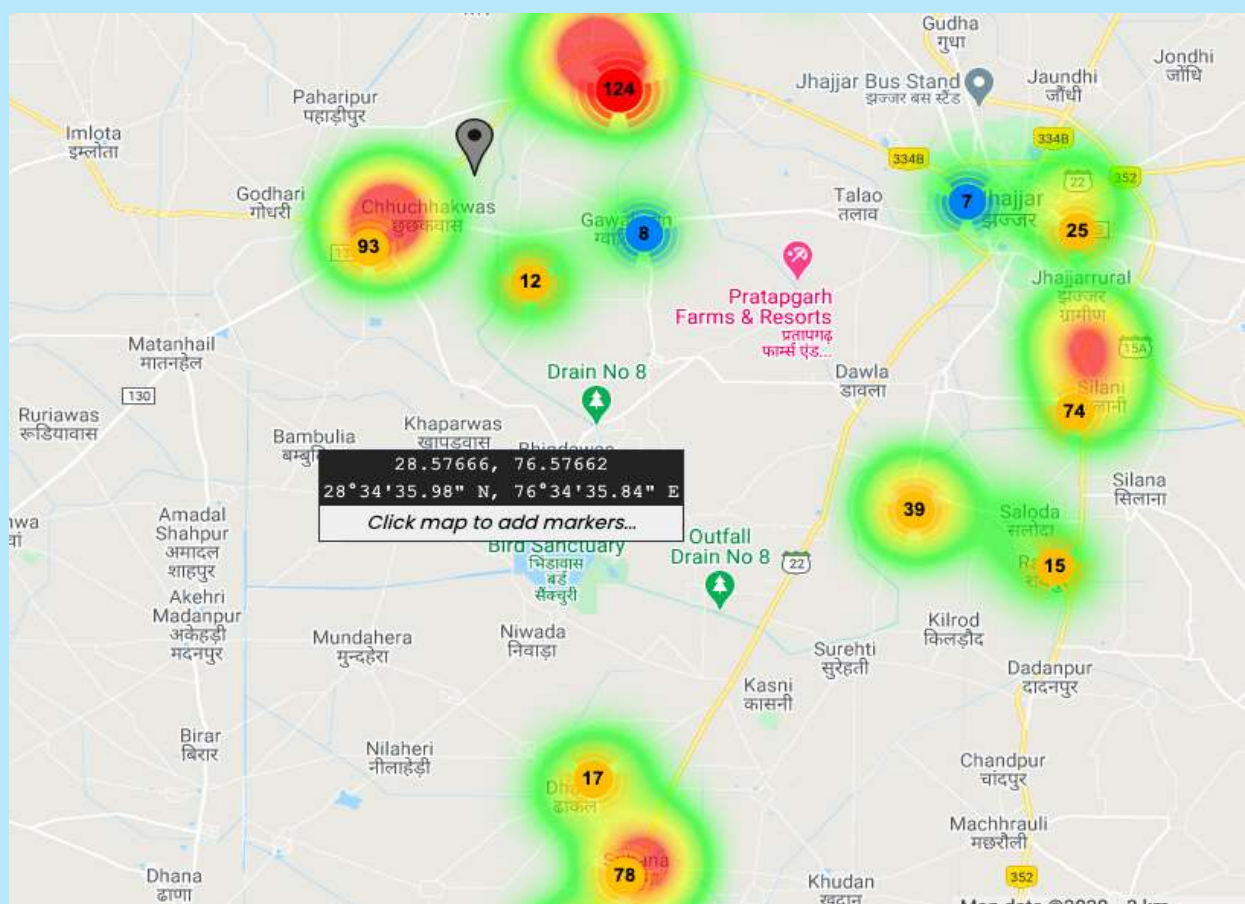 Gudha
गुधा
Jondhi
जोंधि
Jhajjar Bus Stand
झज्जर बस स्टैंड
Jaundhi
जौंधी
124
Paharipur
पहाड़ीपुर
Imlota
इम्लोता
334B
334B
352
22
Godhari
गोधरी
Chhuchhakwas
छुछकवास
Talao
तलाव
7
Jhajjar
झज्जर
8
25
93
12
Jhajjarrural
झज्जर
ग्रामीण
Pratapgarh
Farms & Resorts
प्रतापगढ़
फार्म्स एंड...
Matanhail
मातनहेल
15A
Drain No 8
Dawla
डावला
130
Silani
74
Ruriawas
रूडियावास
Khaparwas
खापड़वास
Bambulia
28.57666, 76.57662
28°34'35.98" N, 76°34'35.84" E
Click map to add markers...
Silana
सिलाना
39
Saloda
सलोदा
Amadal
Shahpur
अमादल
शाहपुर
Outfall
Drain No 8
Bird Sanctuary
भिंडावास
बर्ड
सैंक्चुरी
22
15
Akehri
Madanpur
अकेहड़ी
मदनपुर
Mundahera
मुन्दहेरा
Niwada
निवाड़ा
Kilrod
किलड़ौद
Surehti
सुरेहती
Dadanpur
दादनपुर
Kasni
कासनी
Birar
बिरार
Nilaheri
नीलाहेड़ी
17
ढाकल
Chandpur
चांदपुर
Machhrauli
मछरौली
78
Dhana
ढाणा
Khudan
352